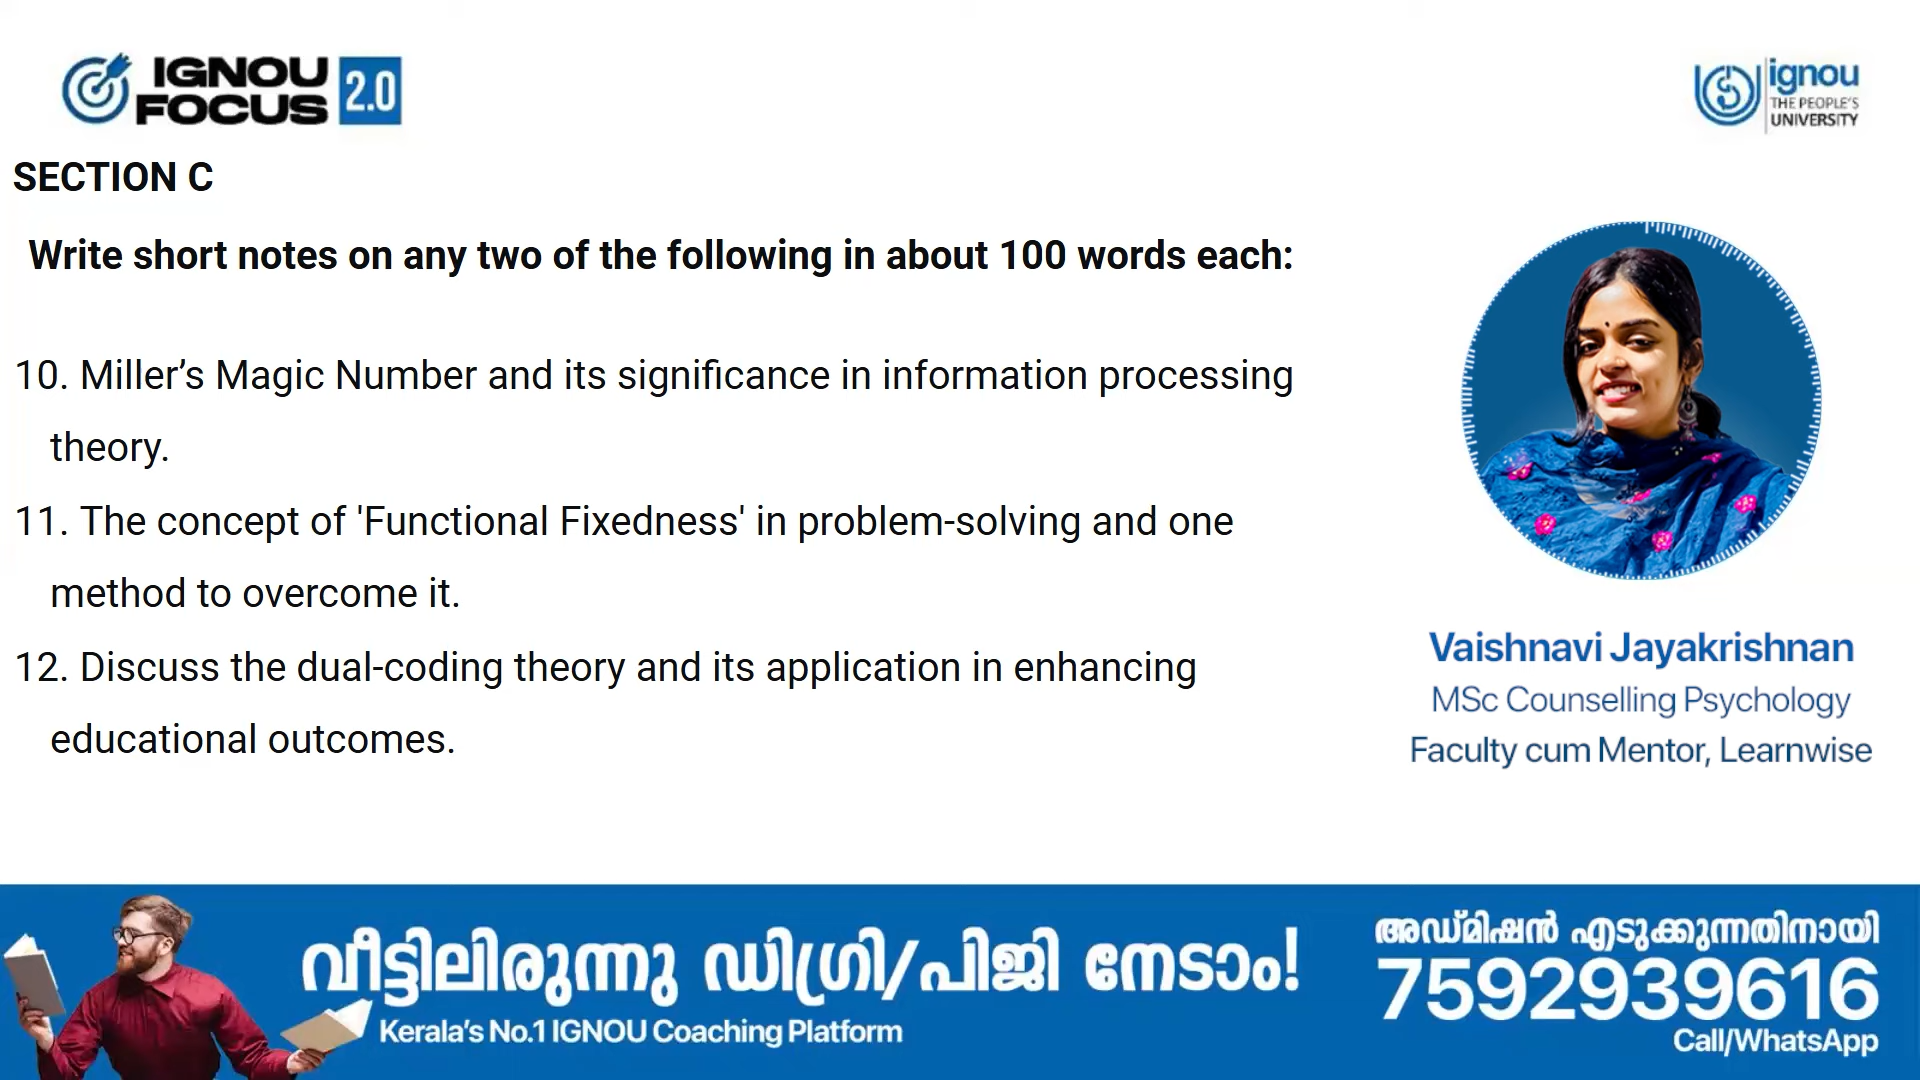 IGNOU
FOCUS 2.0
ignou
THE PEOPLE'S
UNIVERSITY
SECTION C
Write short notes on any two of the following in about 100 words each:
10. Miller’s Magic Number and its significance in information processing
theory.
11. The concept of 'Functional Fixedness' in problem-solving and one
method to overcome it.
12. Discuss the dual-coding theory and its application in enhancing
educational outcomes.
Vaishnavi Jayakrishnan
MSc Counselling Psychology
Faculty cum Mentor, Learnwise
വീട്ടിലിരുന്നു ഡിഗ്രി/പിജി നേടാം!
Kerala's No.1 IGNOU Coaching Platform
അഡ്മിഷൻ എടുക്കുന്നതിനായി
7592939616
Call/WhatsApp